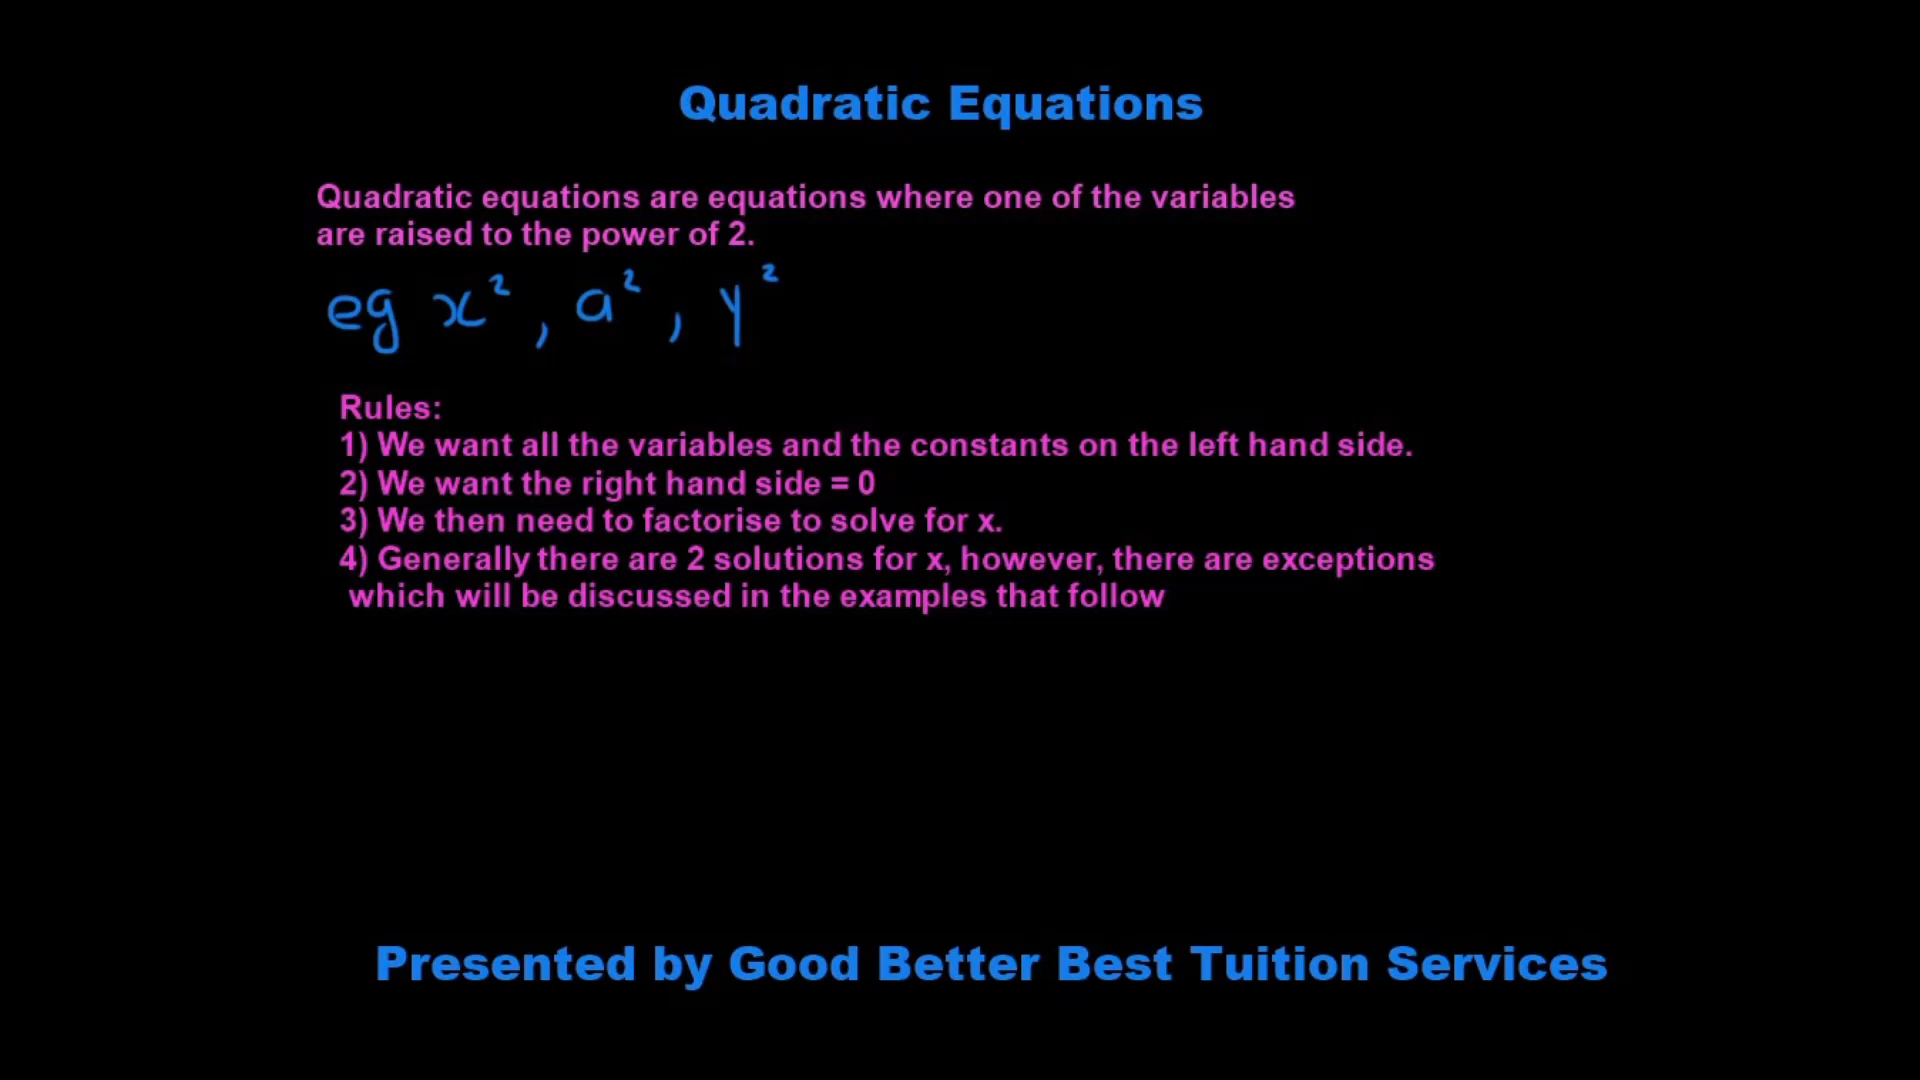 Quadratic Equations
Quadratic equations are equations where one of the variables
are raised to the power of 2.
eg x², a², y²
Rules:
1) We want all the variables and the constants on the left hand side.
2) We want the right hand side = 0
3) We then need to factorise to solve for x.
4) Generally there are 2 solutions for x, however, there are exceptions
which will be discussed in the examples that follow
Presented by Good Better Best Tuition Services